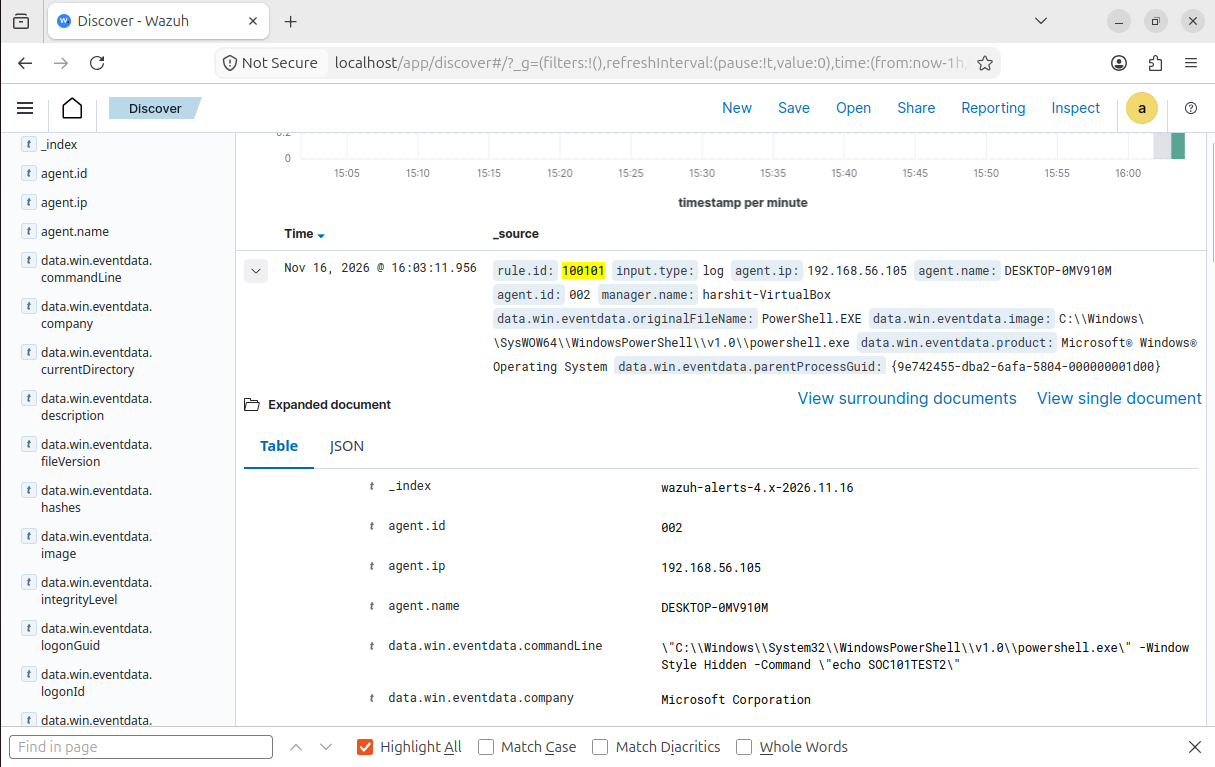 Discover - Wazuh
Not Secure
localhost/app/discover#/?_g=(filters:!(),refreshInterval:(pause:!t,value:0),time:(from:now-1h,
Discover
New Save Open Share Reporting Inspect
a
t _index
t agent.id
t agent.ip
t agent.name
t data.win.eventdata.
commandLine
t data.win.eventdata.
company
t data.win.eventdata.
currentDirectory
t data.win.eventdata.
description
t data.win.eventdata.
fileVersion
t data.win.eventdata.
hashes
t data.win.eventdata.
image
t data.win.eventdata.
integrityLevel
t data.win.eventdata.
logonGuid
t data.win.eventdata.
logonId
t data.win.eventdata.
0.2
0
15:05 15:10 15:15 15:20 15:25 15:30 15:35 15:40 15:45 15:50 15:55 16:00
timestamp per minute
Time _source
Nov 16, 2026 @ 16:03:11.956
rule.id: 100101 input.type: log agent.ip: 192.168.56.105 agent.name: DESKTOP-0MV910M
agent.id: 002 manager.name: harshit-VirtualBox
data.win.eventdata.originalFileName: PowerShell.EXE data.win.eventdata.image: C:\\Windows\
\SysWOW64\\WindowsPowerShell\\v1.0\\powershell.exe data.win.eventdata.product: Microsoft® Windows®
Operating System data.win.eventdata.parentProcessGuid: {9e742455-dba2-6afa-5804-000000001d00}
Expanded document
View surrounding documents View single document
Table JSON
t _index wazuh-alerts-4.x-2026.11.16
t agent.id 002
t agent.ip 192.168.56.105
t agent.name DESKTOP-0MV910M
t data.win.eventdata.commandLine \"C:\\Windows\\System32\\WindowsPowerShell\\v1.0\\powershell.exe\" -Window
Style Hidden -Command \"echo SOC101TEST2\"
t data.win.eventdata.company Microsoft Corporation
Find in page
Highlight All
Match Case
Match Diacritics
Whole Words